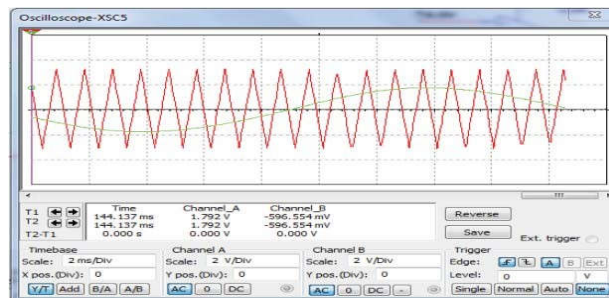 Oscilloscope-XSC5
T1
T2
T2-T1
Time Channel_A Channel_B
144.137 ms 1.792 V -596.554 mV
144.137 ms 1.792 V -596.554 mV
0.000 s 0.000 V 0.000 V
Reverse
Save
Ext. trigger
Timebase
Scale: 2 ms/Div
X pos.(Div): 0
Y/T Add B/A A/B
Channel A
Scale: 2 V/Div
Y pos.(Div): 0
AC 0 DC
Channel B
Scale: 2 V/Div
Y pos.(Div): 0
AC 0 DC -
Trigger
Edge: A B Ext
Level: 0 V
Single Normal Auto None